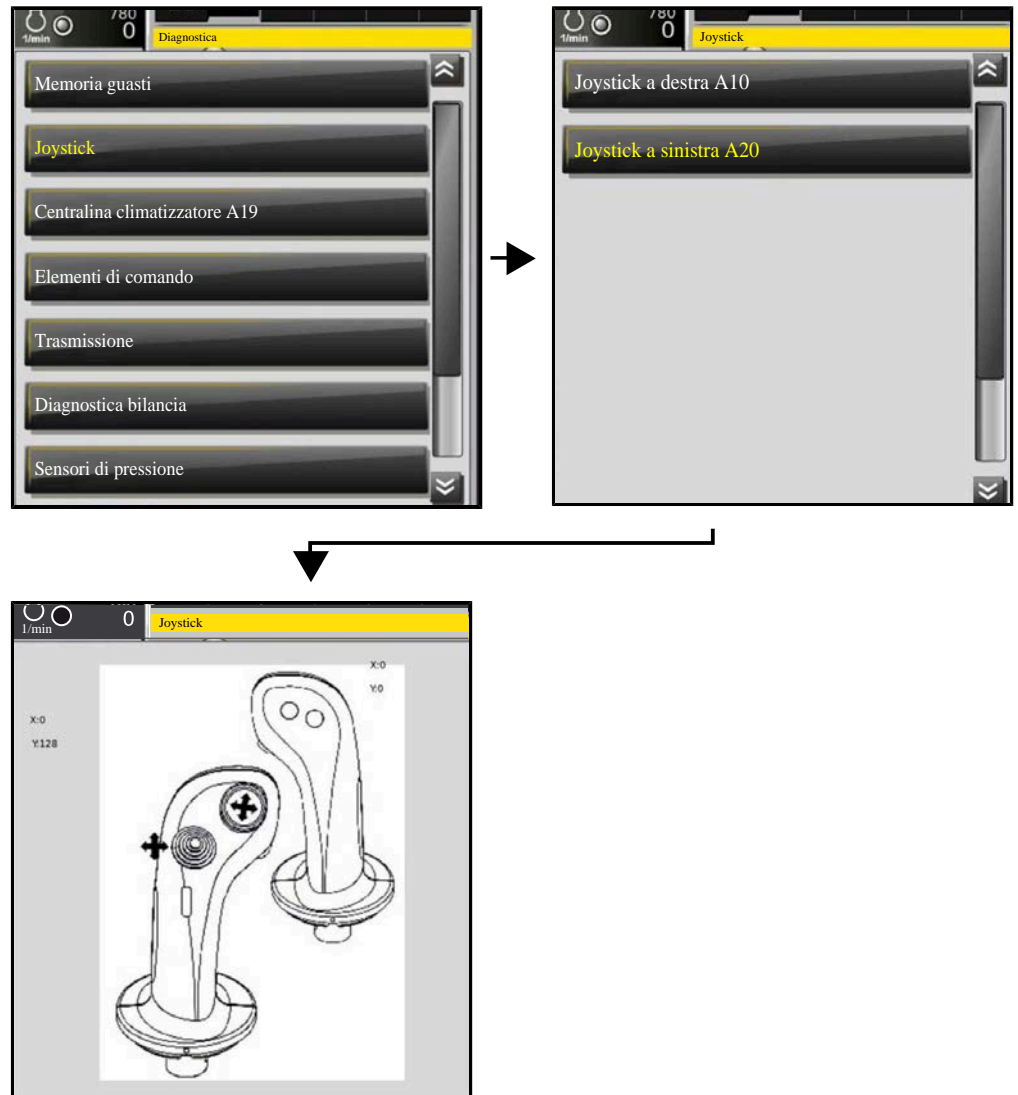 780
1/min 0 Diagnostica
Memoria guasti
Joystick
Centralina climatizzatore A19
Elementi di comando
Trasmissione
Diagnostica bilancia
Sensori di pressione
780
1/min 0 Joystick
Joystick a destra A10
Joystick a sinistra A20
1/min 0 Joystick
X:0
Y:0
X:0
Y:128